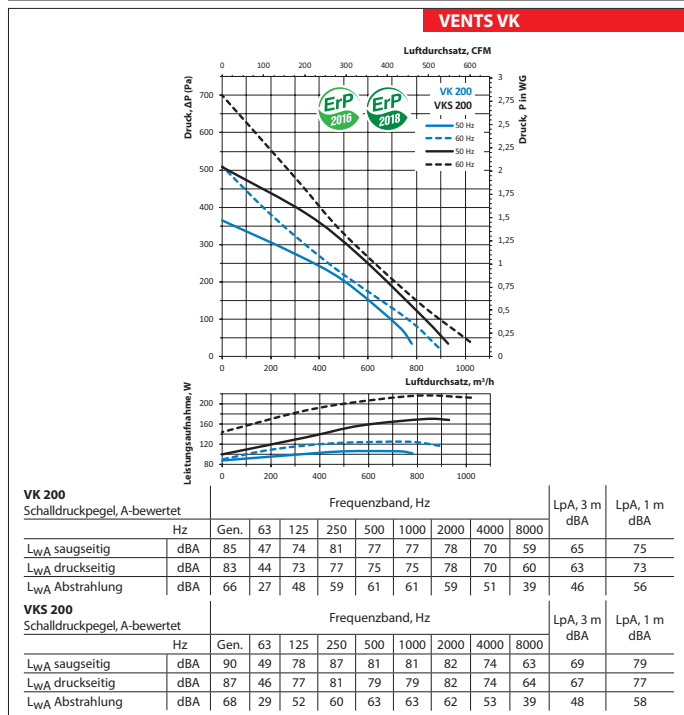 VENTS VK
Luftdurchsatz, CFM
0 100 200 300 400 500 600
Druck, ΔP (Pa)
700
600
500
400
300
200
100
0
ErP
2016
ErP
2018
VK 200
VKS 200
50 Hz
60 Hz
50 Hz
60 Hz
Druck, P in WG
3
2,75
2,5
2,25
2
1,75
1,5
1,25
1
0,75
0,5
0,25
0
0 200 400 600 800 1000
Luftdurchsatz, m³/h
Leistungsaufnahme, W
200
160
120
80
0 200 400 600 800 1000
VK 200
Schalldruckpegel, A-bewertet
Frequenzband, Hz
LpA, 3 m
dBA
LpA, 1 m
dBA
Hz Gen. 63 125 250 500 1000 2000 4000 8000
LwA saugseitig dBA 85 47 74 81 77 77 78 70 59 65 75
LwA druckseitig dBA 83 44 73 77 75 75 78 70 60 63 73
LwA Abstrahlung dBA 66 27 48 59 61 61 59 51 39 46 56
VKS 200
Schalldruckpegel, A-bewertet
Frequenzband, Hz
LpA, 3 m
dBA
LpA, 1 m
dBA
Hz Gen. 63 125 250 500 1000 2000 4000 8000
LwA saugseitig dBA 90 49 78 87 81 81 82 74 63 69 79
LwA druckseitig dBA 87 46 77 81 79 79 82 74 64 67 77
LwA Abstrahlung dBA 68 29 52 60 63 63 62 53 39 48 58